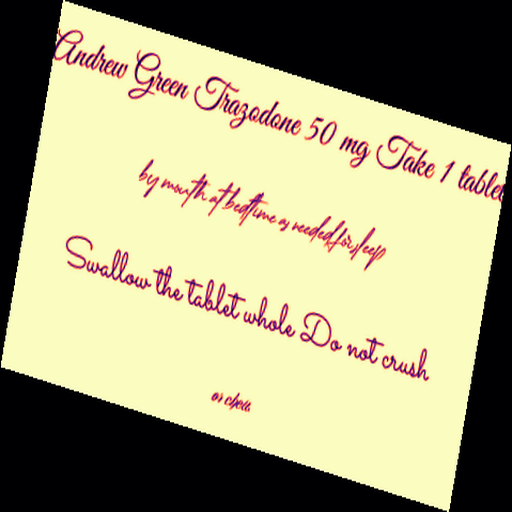 Andrew Green Trazodone 50 mg Take 1 tablet
by mouth at bedtime as needed for sleep
Swallow the tablet whole Do not crush
or chew